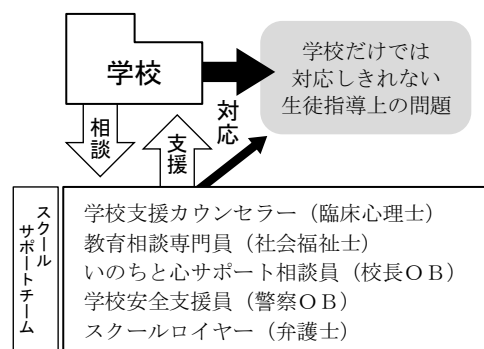 学校
学校だけでは
対応しきれない
生徒指導上の問題
対応
相談
支援
スクール
サポートチーム
学校支援カウンセラー（臨床心理士）
教育相談専門員（社会福祉士）
いのちと心サポート相談員（校長ＯＢ）
学校安全支援員（警察ＯＢ）
スクールロイヤー（弁護士）